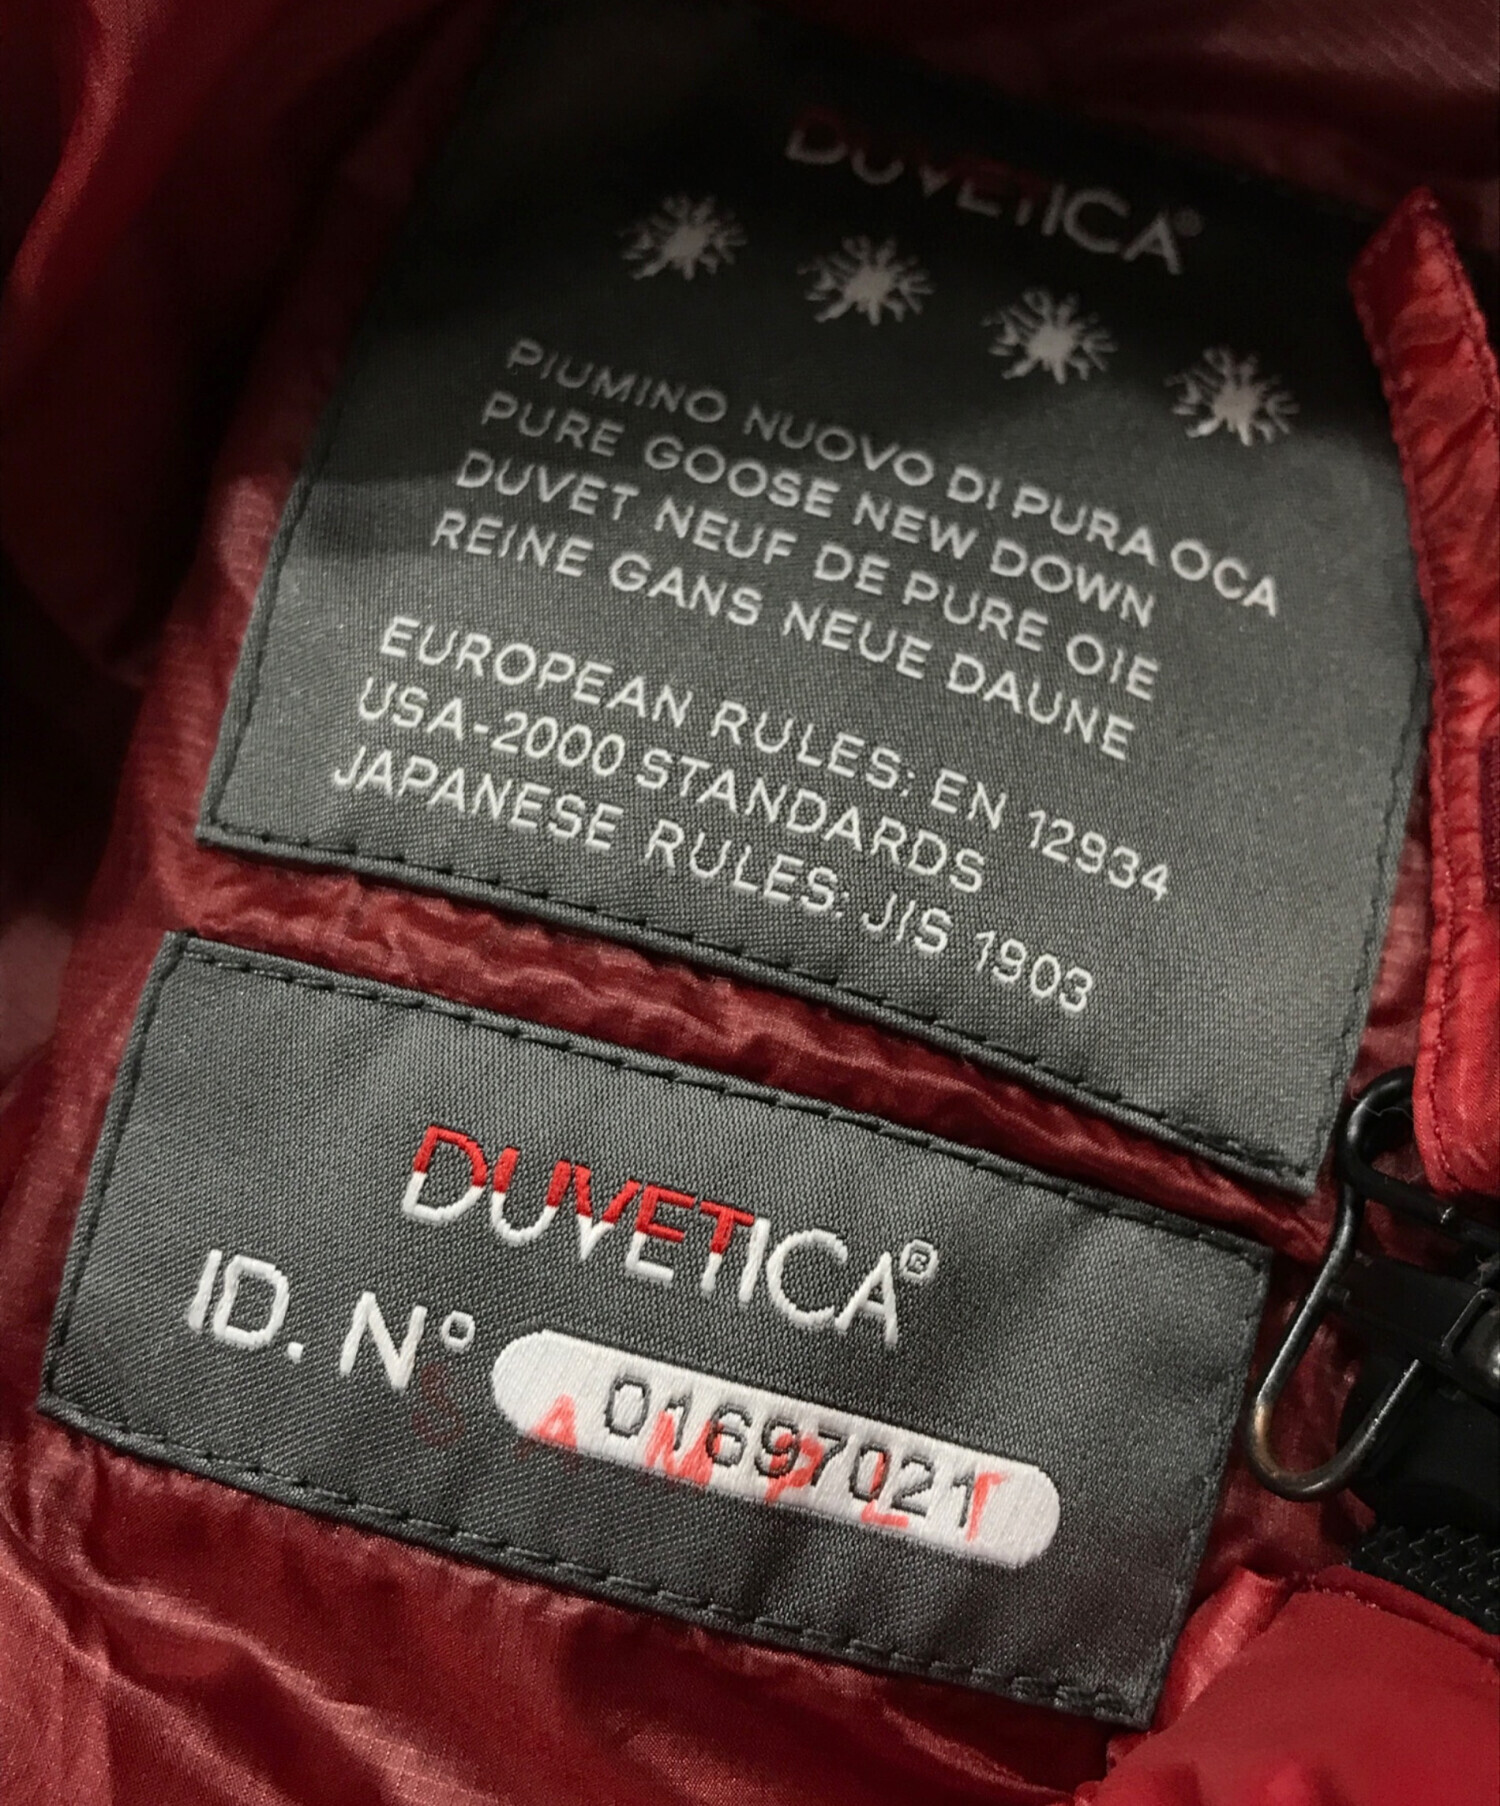 DUVETICA®
PIUMINO NUOVO DI PURA OCA
PURE GOOSE NEW DOWN
DUVET NEUF DE PURE OIE
REINE GANS NEUE DAUNE
EUROPEAN RULES: EN 12934
USA-2000 STANDARDS
JAPANESE RULES: JIS 1903
DUVETICA®
ID. N° 01697021